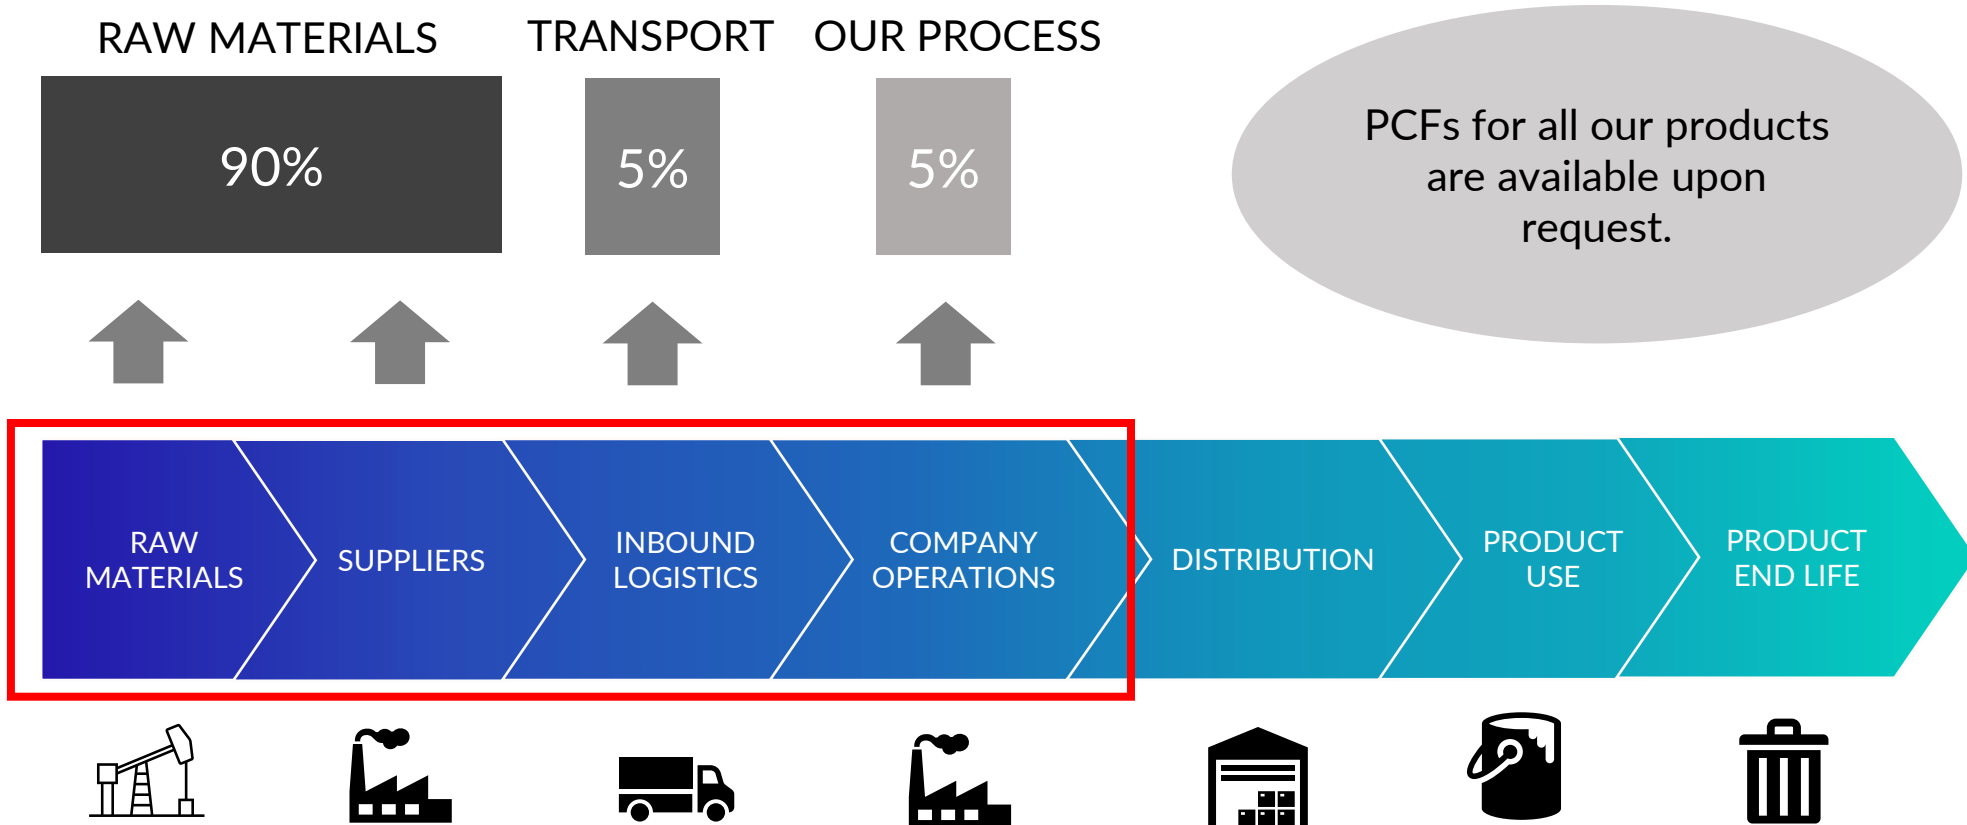 RAW MATERIALS
TRANSPORT
OUR PROCESS
90%
5%
5%
PCFs for all our products
are available upon
request.
RAW
MATERIALS
SUPPLIERS
INBOUND
LOGISTICS
COMPANY
OPERATIONS
DISTRIBUTION
PRODUCT
USE
PRODUCT
END LIFE